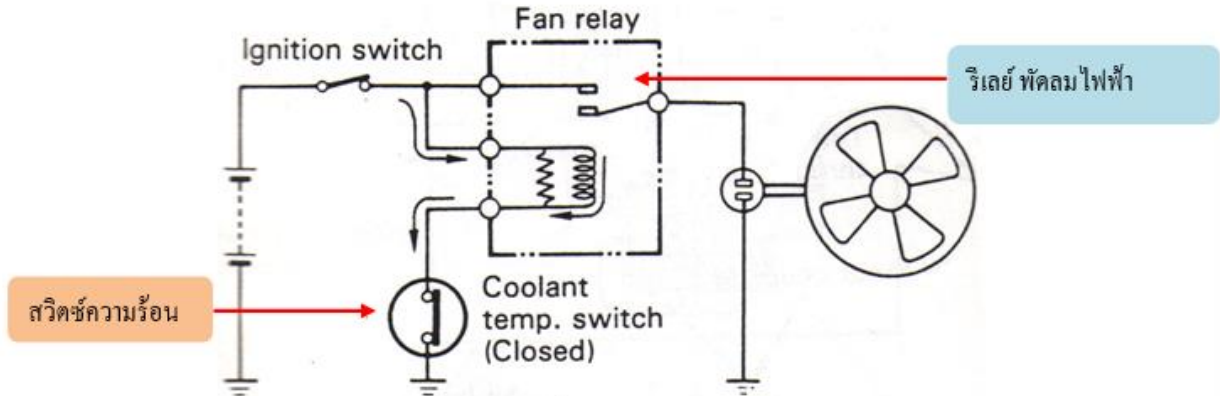 Fan relay
Ignition switch
รีเลย์ พัดลมไฟฟ้า
สวิตซ์ความร้อน
Coolant
temp. switch
(Closed)